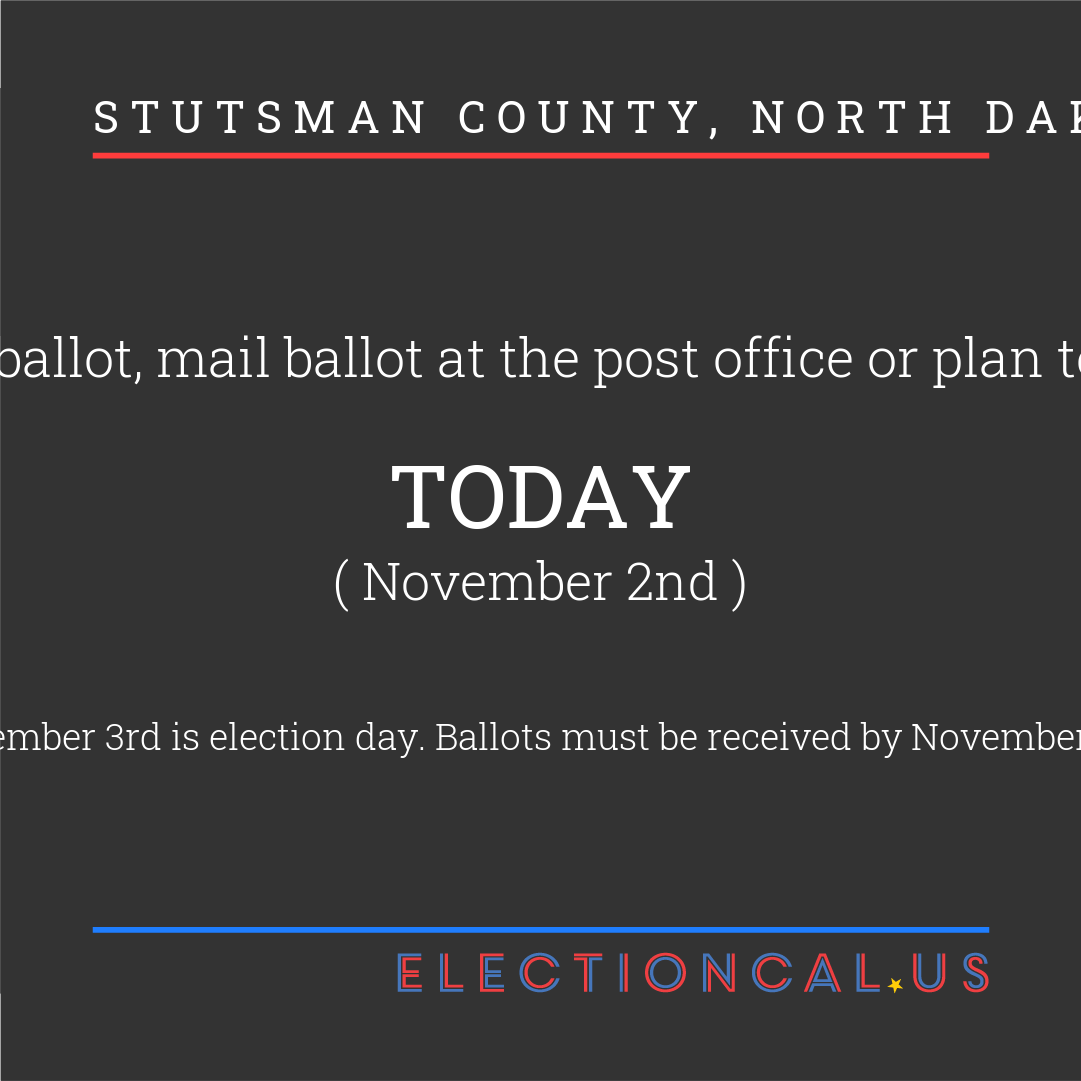 STUTSMAN COUNTY, NORTH DAK
ballot, mail ballot at the post office or plan to
TODAY
( November 2nd )
ember 3rd is election day. Ballots must be received by November
ELECTIONCAL.US